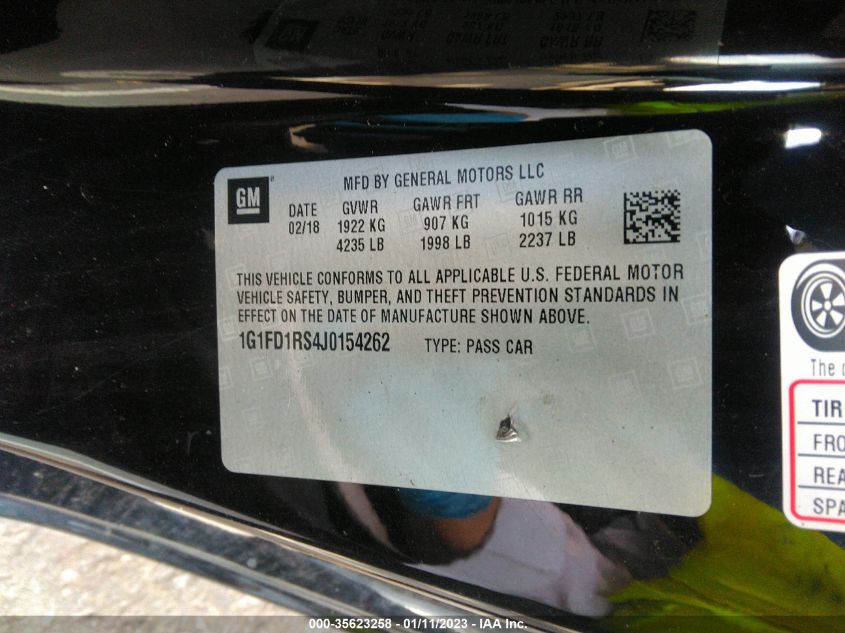 GM
MFD BY GENERAL MOTORS LLC
DATE GVWR GAWR FRT GAWR RR
02/18 1922 KG 907 KG 1015 KG
4235 LB 1998 LB 2237 LB
THIS VEHICLE CONFORMS TO ALL APPLICABLE U.S. FEDERAL MOTOR
VEHICLE SAFETY, BUMPER, AND THEFT PREVENTION STANDARDS IN
EFFECT ON THE DATE OF MANUFACTURE SHOWN ABOVE.
1G1FD1RS4J0154262 TYPE: PASS CAR
The
TIR
FRO
REA
SPA
000-35623258 - 01/11/2023 - IAA Inc.